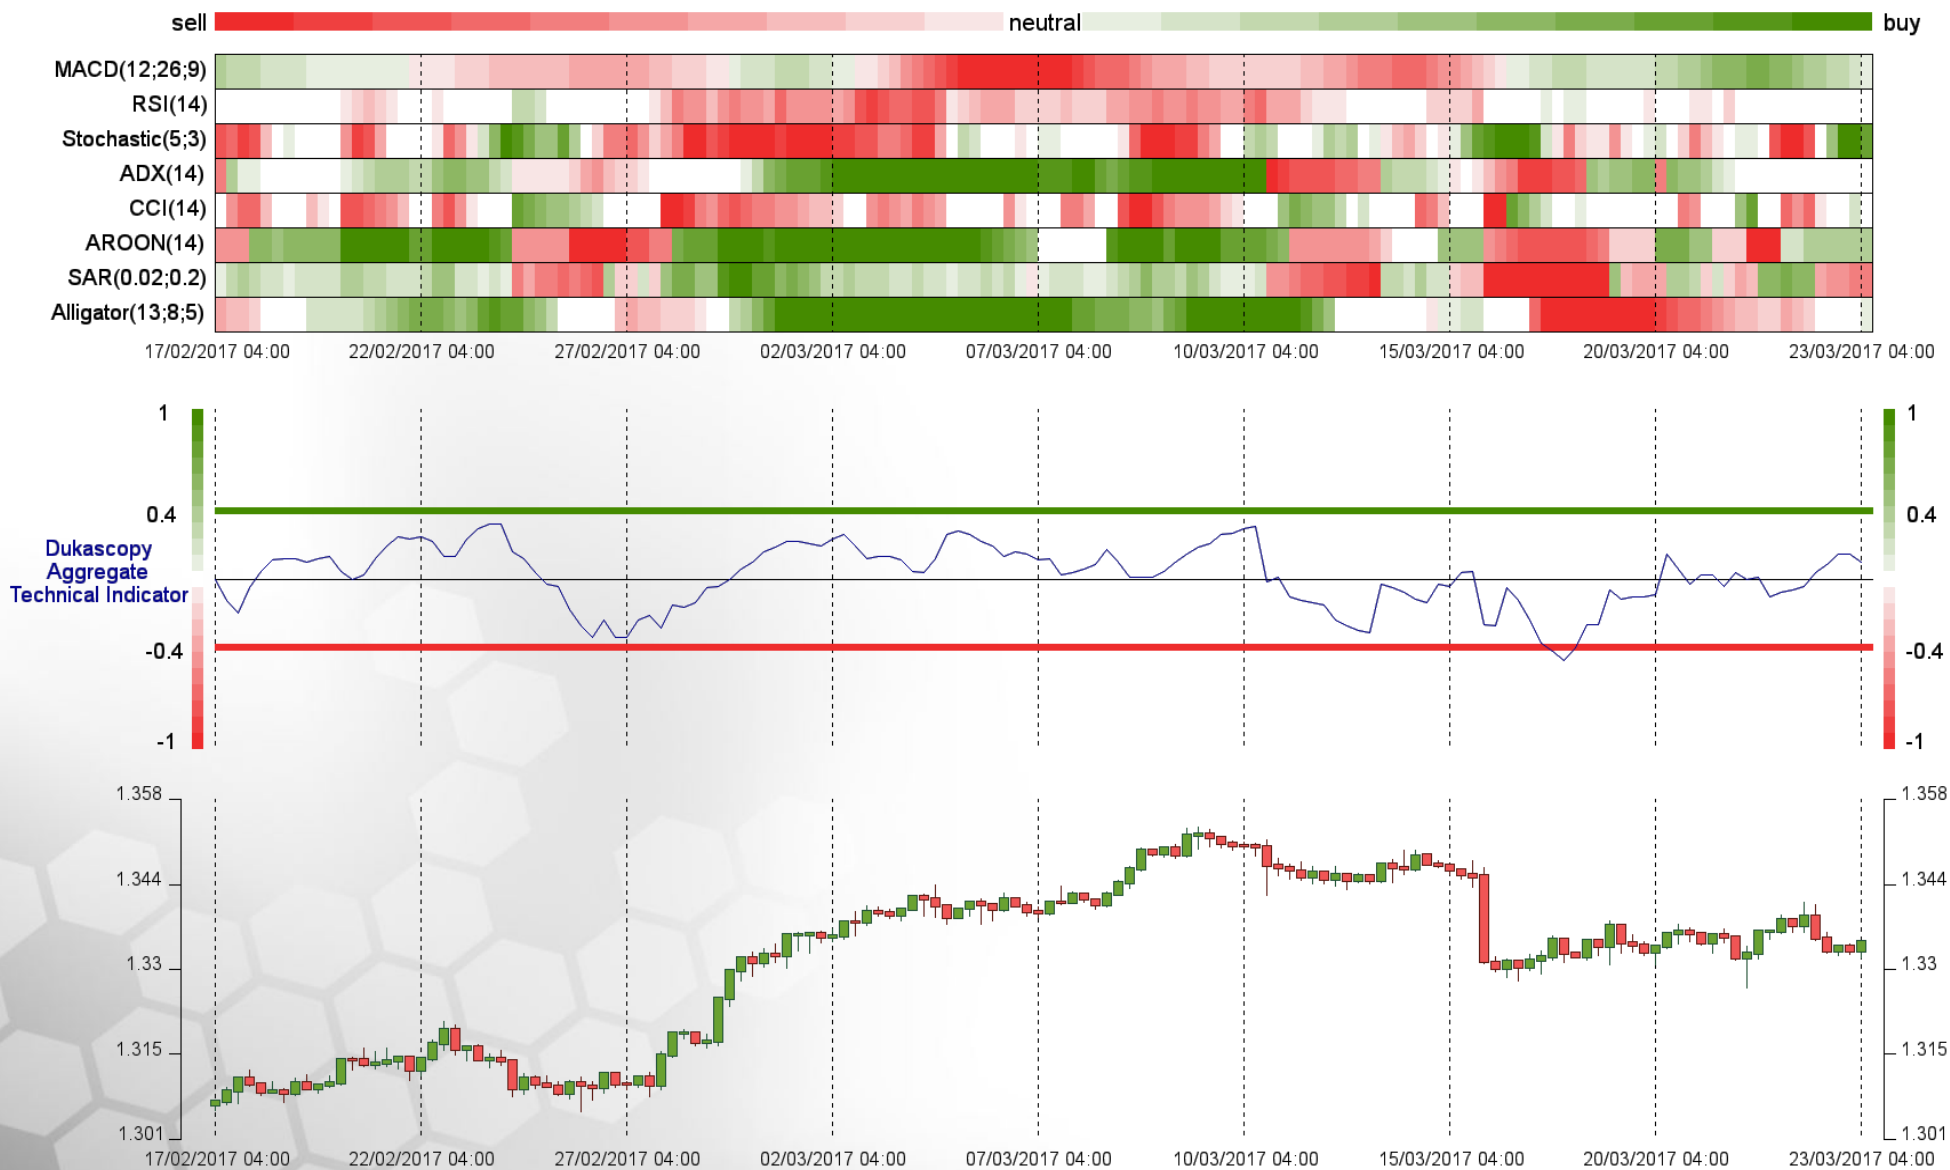 sell neutral buy
MACD(12;26;9)
RSI(14)
Stochastic(5;3)
ADX(14)
CCI(14)
AROON(14)
SAR(0.02;0.2)
Alligator(13;8;5)
17/02/2017 04:00 22/02/2017 04:00 27/02/2017 04:00 02/03/2017 04:00 07/03/2017 04:00 10/03/2017 04:00 15/03/2017 04:00 20/03/2017 04:00 23/03/2017 04:00
1 1
0.4 0.4
Dukascopy
Aggregate
Technical Indicator
-0.4 -0.4
-1 -1
1.358 1.358
1.344 1.344
1.33 1.33
1.315 1.315
1.301 1.301
17/02/2017 04:00 22/02/2017 04:00 27/02/2017 04:00 02/03/2017 04:00 07/03/2017 04:00 10/03/2017 04:00 15/03/2017 04:00 20/03/2017 04:00 23/03/2017 04:00